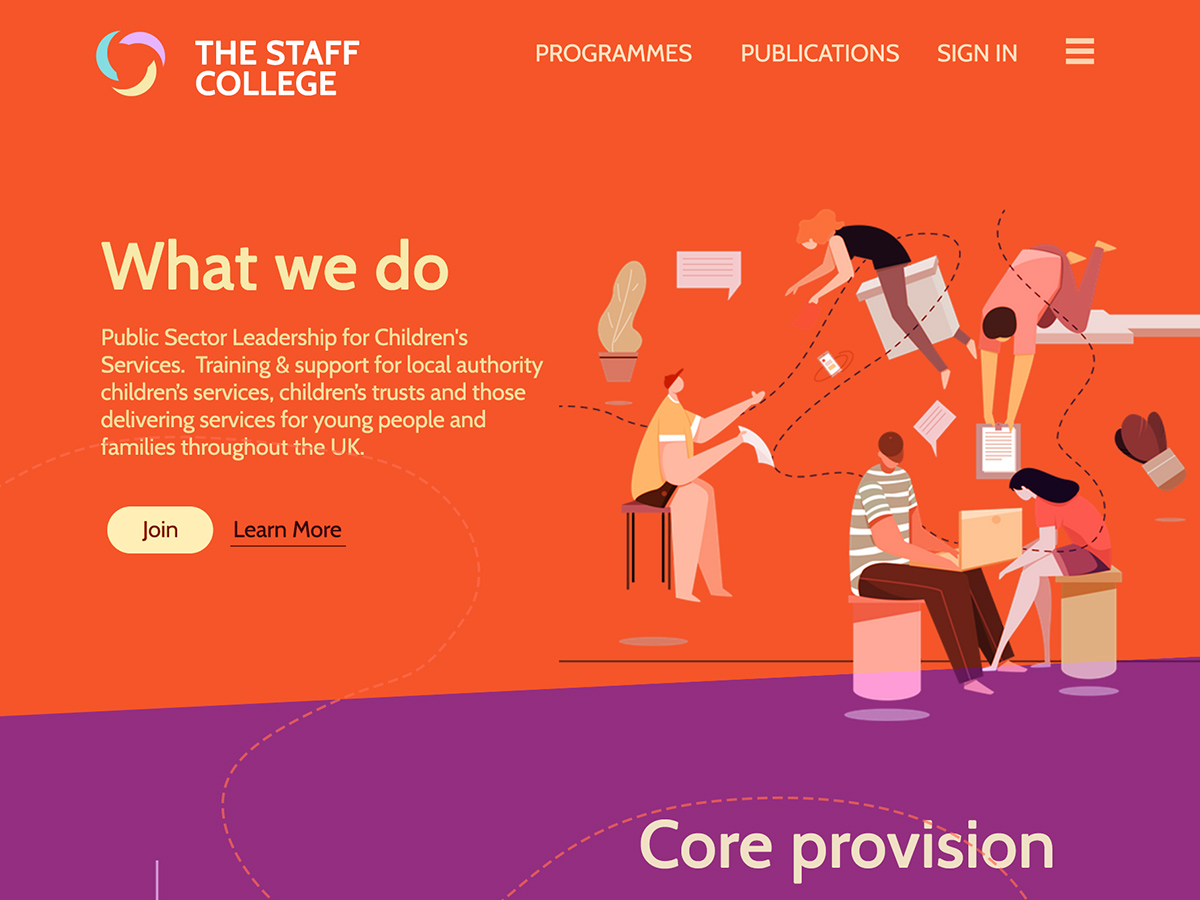 THE STAFF
COLLEGE
PROGRAMMES
PUBLICATIONS
SIGN IN
What we do
Public Sector Leadership for Children's
Services.  Training & support for local authority
children’s services, children’s trusts and those
delivering services for young people and
families throughout the UK.
Join
Learn More
Core provision